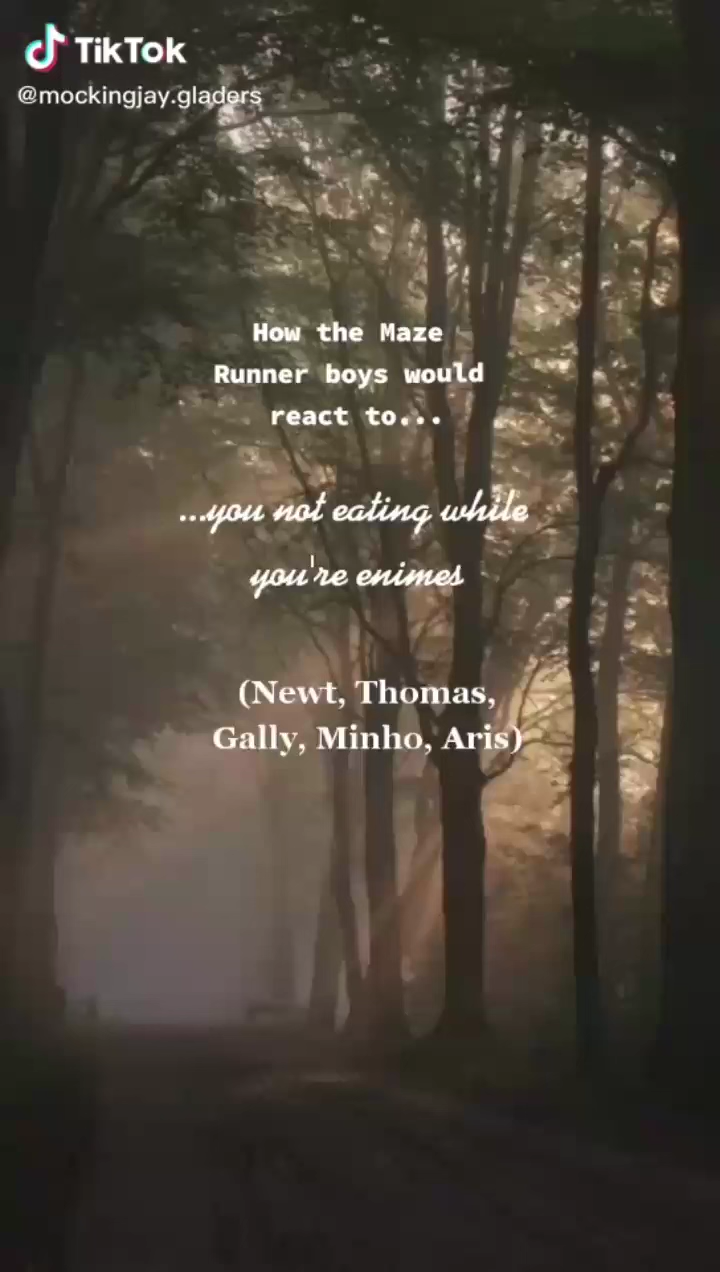 TikTok
@mockingjay.gladers
How the Maze
Runner boys would
react to...
...you not eating while
you're enimes
(Newt, Thomas,
Gally, Minho, Aris)